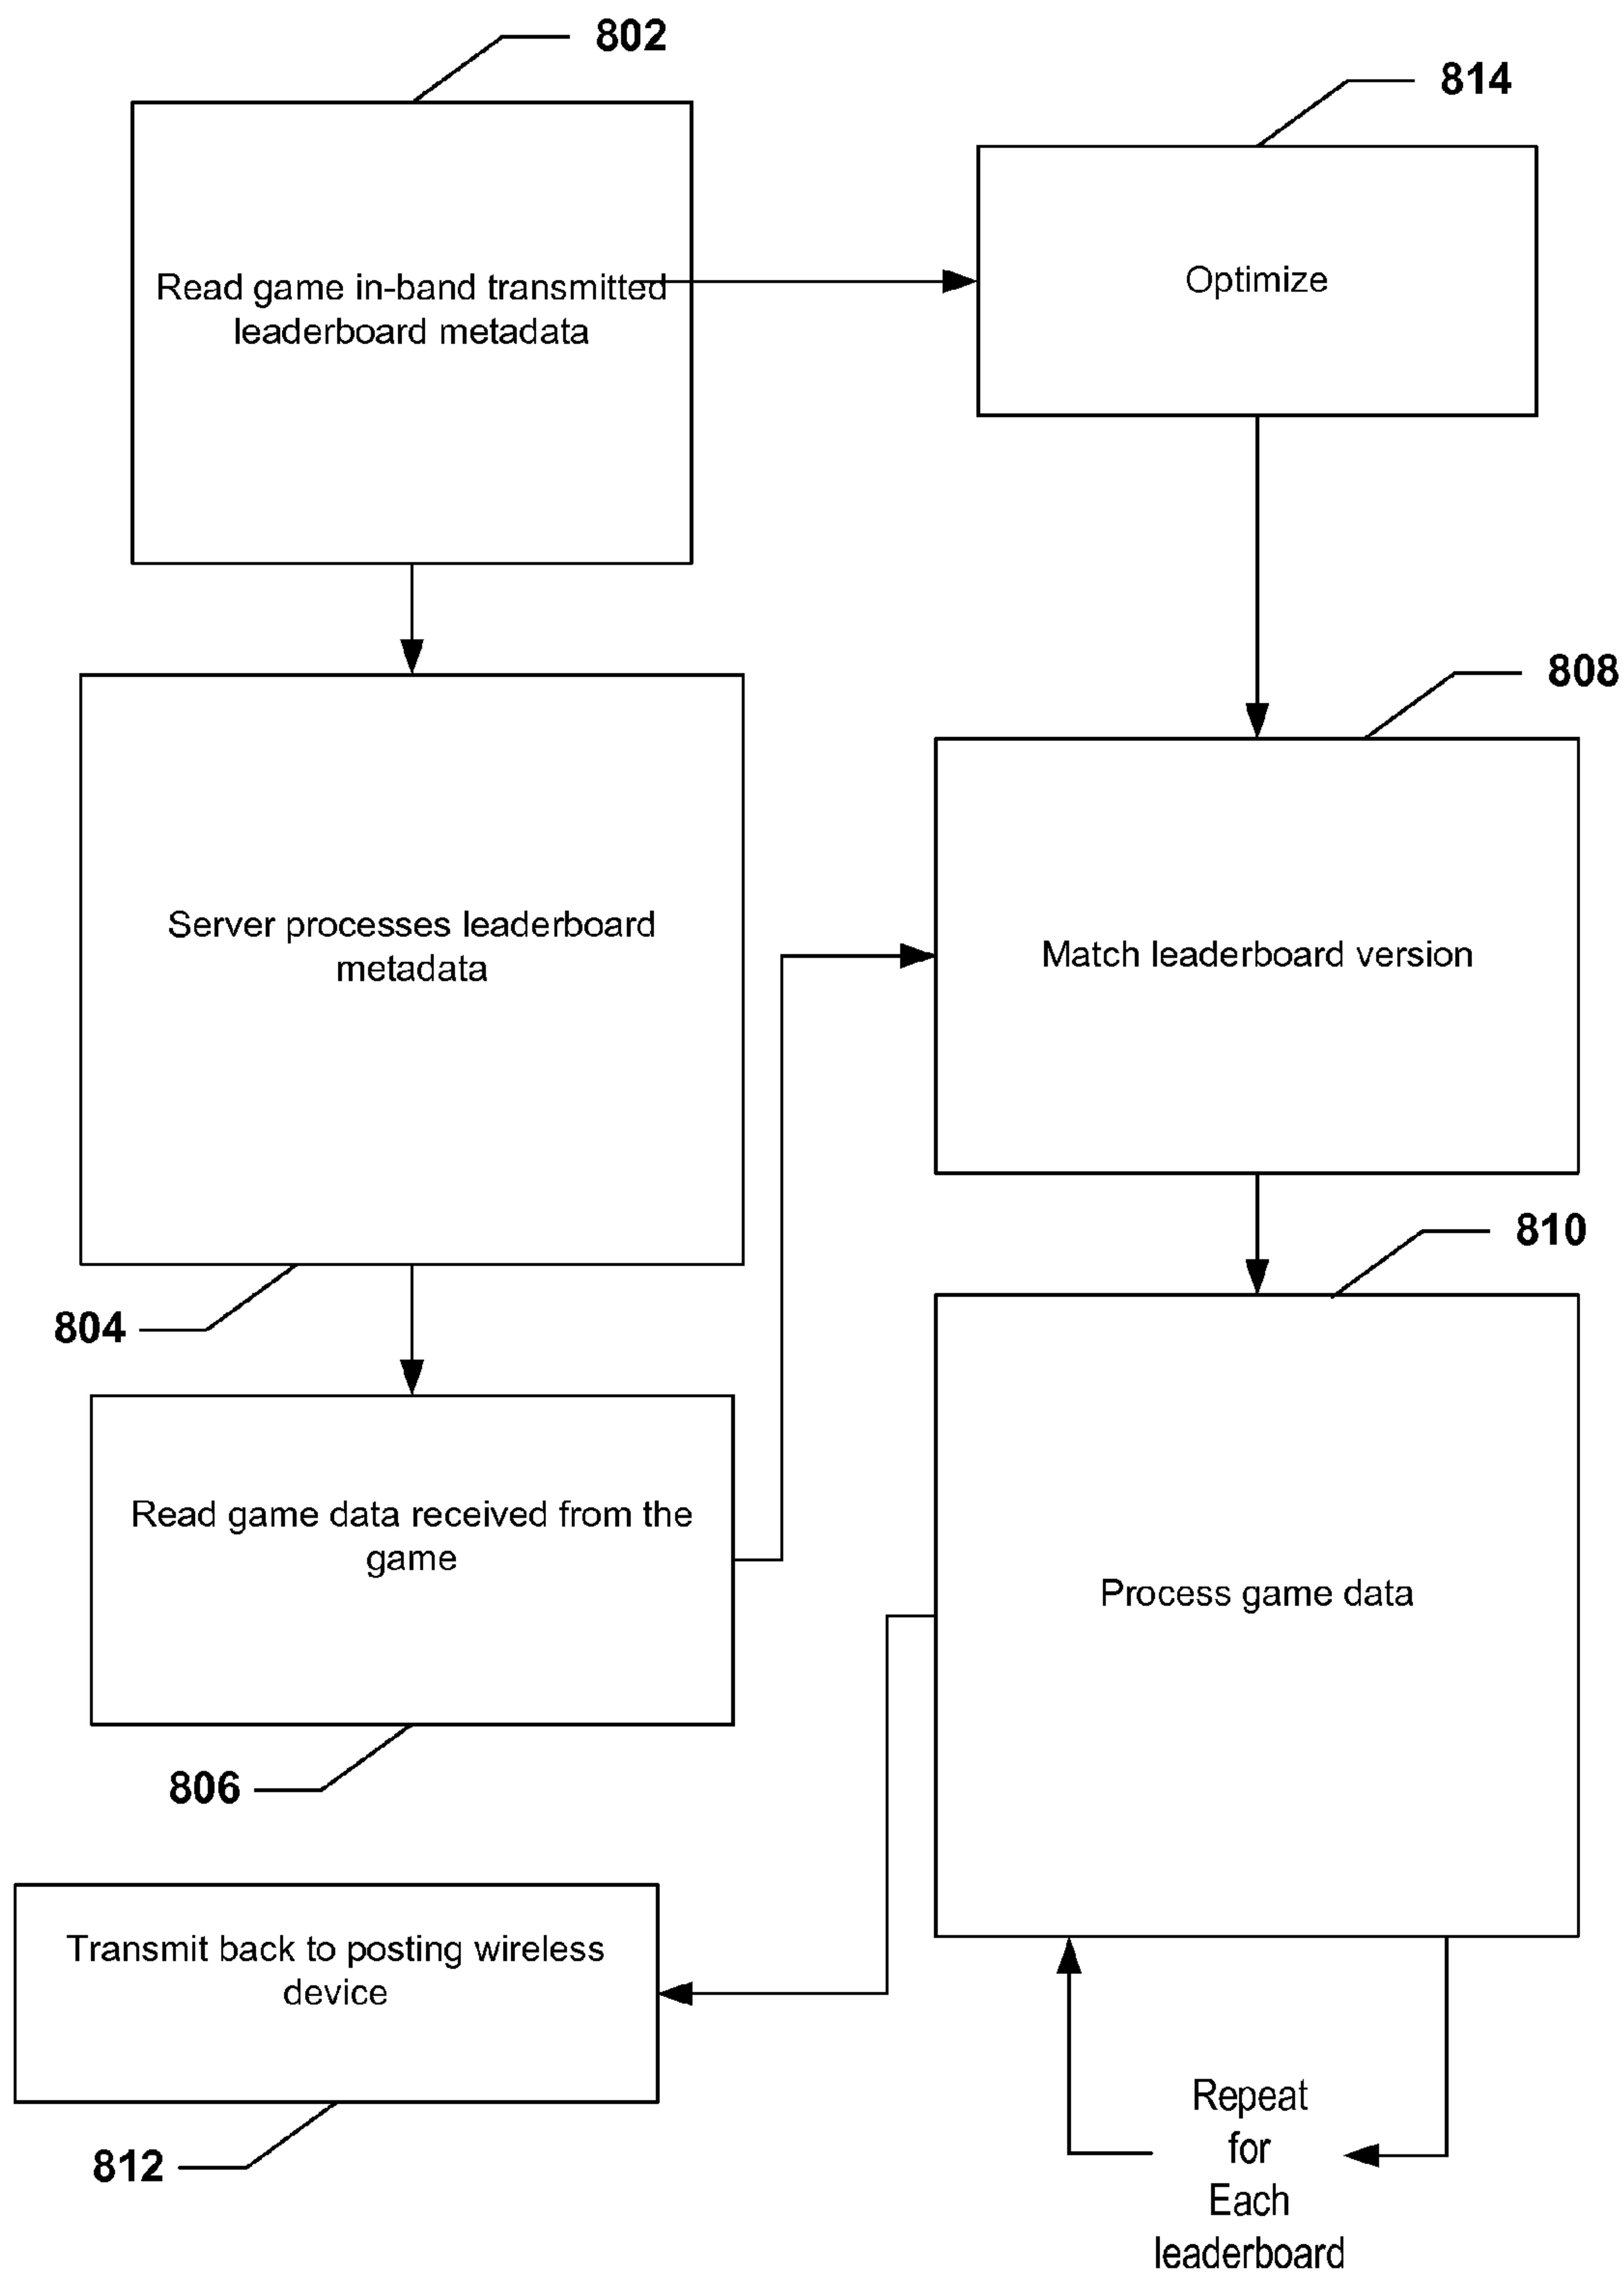 802
814
Read game in-band transmitted
leaderboard metadata
Optimize
808
Server processes leaderboard
metadata
Match leaderboard version
810
804
Read game data received from the
game
Process game data
806
Transmit back to posting wireless
device
812
Repeat
for
Each
leaderboard